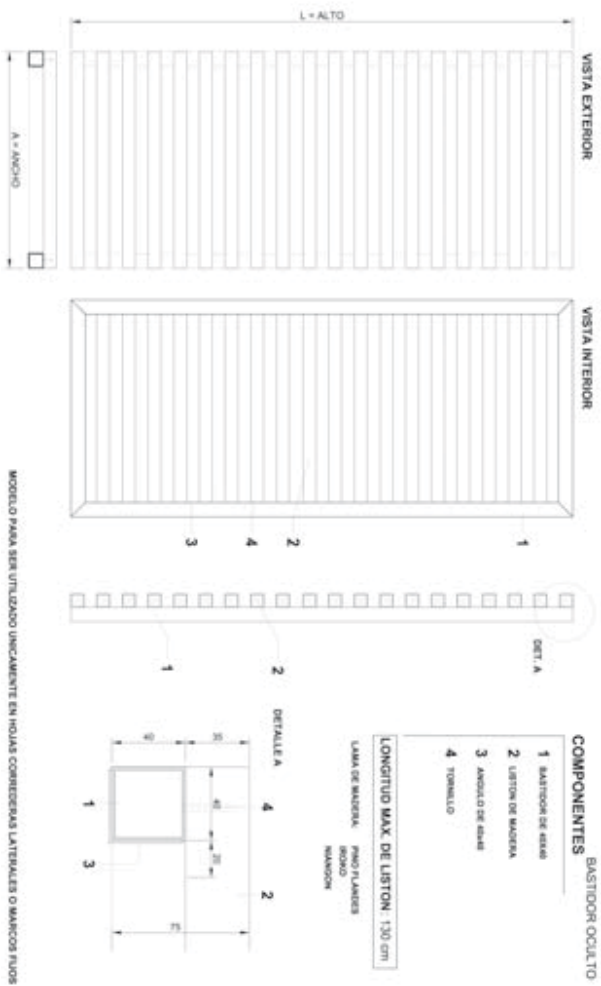 BASTIDOR OCULTO
VISTA EXTERIOR
L = ALTO
A = ANCHO
VISTA INTERIOR
1
2
4
3
DET. A
2
1
COMPONENTES
1 BASTIDOR DE 40X40
2 LISTON DE MADERA
3 ANGULO DE 40x40
4 TORNILLO
LONGITUD MAX. DE LISTON: 130 cm
LAMA DE MADERA: PINO FLANDES
IROKO
NIANGON
DETALLE A
40
35
40
20
75
4
2
1
3
MODELO PARA SER UTILIZADO UNICAMENTE EN HOJAS CORREDERAS LATERALES O MARCOS FIJOS